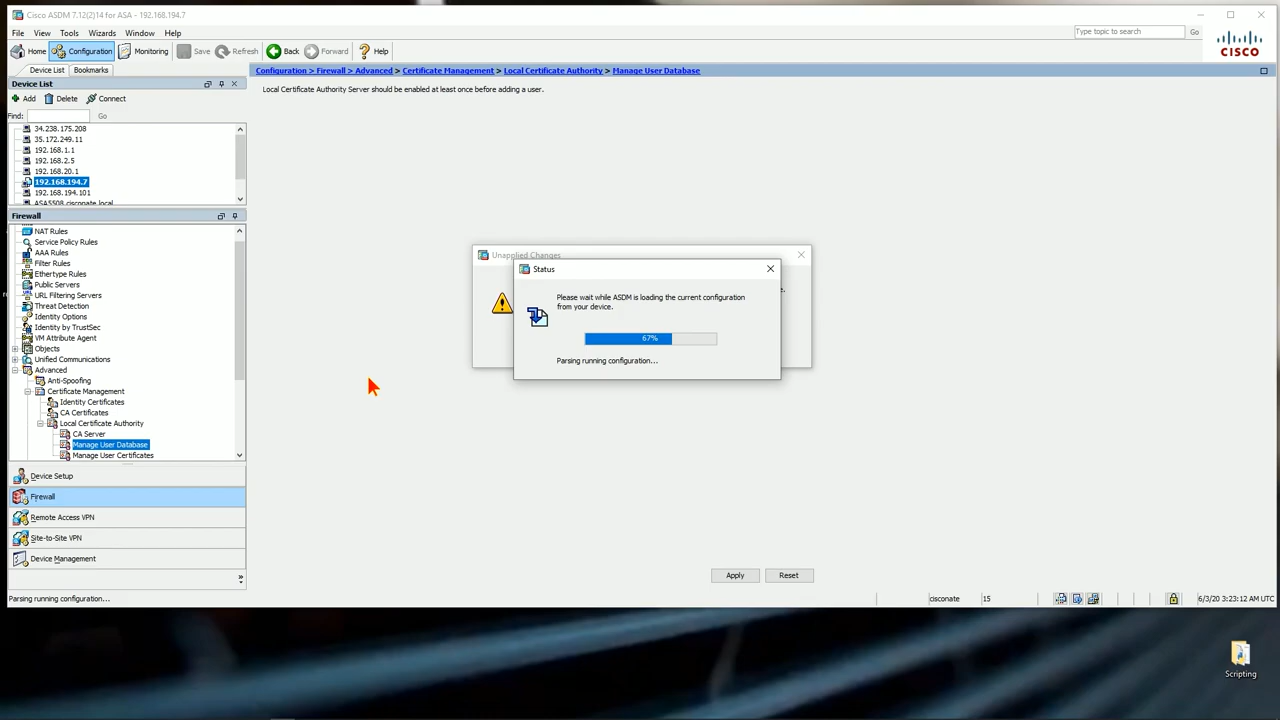 Cisco ASDM 7.12(2)14 for ASA - 192.168.194.7
File View Tools Wizards Window Help
Type topic to search Go
Home Configuration Monitoring Save Refresh Back Forward Help
CISCO
Device List Bookmarks
Configuration > Firewall > Advanced > Certificate Management > Local Certificate Authority > Manage User Database
Device List
Local Certificate Authority Server should be enabled at least once before adding a user.
Add Delete Connect
Find: Go
34.238.175.208
35.172.249.11
192.168.1.1
192.168.2.5
192.168.20.1
192.168.194.7
192.168.194.101
ASA5508.cisconate.local
Firewall
NAT Rules
Service Policy Rules
AAA Rules
Filter Rules
Ethertype Rules
Public Servers
URL Filtering Servers
Threat Detection
Identity Options
Identity by TrustSec
VM Attribute Agent
Objects
Unified Communications
Advanced
Anti-Spoofing
Certificate Management
Identity Certificates
CA Certificates
Local Certificate Authority
CA Server
Manage User Database
Manage User Certificates
Unapplied Changes
Status
Please wait while ASDM is loading the current configuration
from your device.
67%
Parsing running configuration...
Device Setup
Firewall
Remote Access VPN
Site-to-Site VPN
Device Management
Apply Reset
Parsing running configuration...
cisconate 15 6/3/20 3:23:12 AM UTC
Scripting